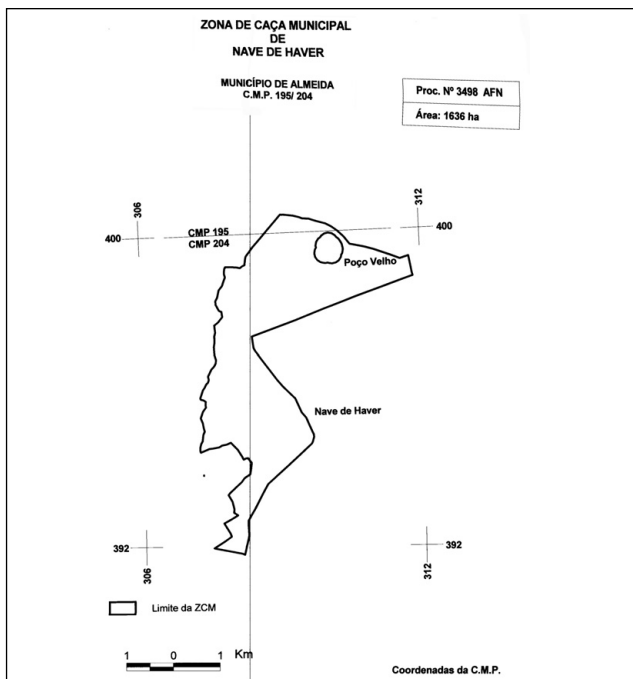 ZONA DE CAÇA MUNICIPAL
DE
NAVE DE HAVER
MUNICÍPIO DE ALMEIDA
C.M.P. 195/ 204
Proc. Nº 3498 AFN
Área: 1636 ha
306
312
400
CMP 195
CMP 204
400
Poço Velho
Nave de Haver
392
392
306
312
Limite da ZCM
1 0 1 Km
Coordenadas da C.M.P.